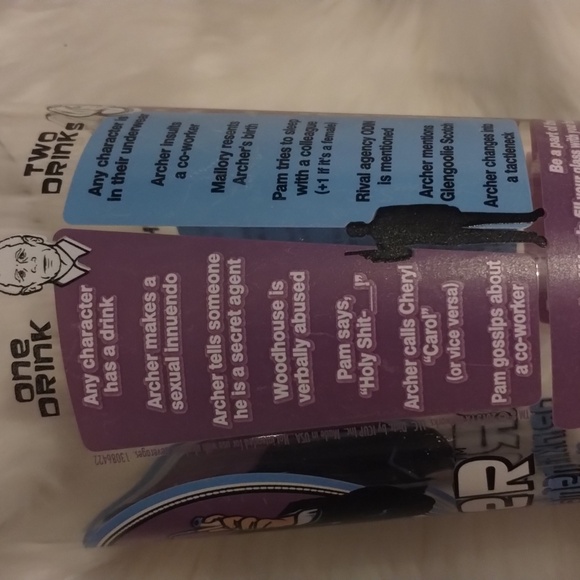 TWO
DRINKS
Any character is
in their underwear
Archer insults
a co-worker
Mallory resents
Archer's birth
Pam tries to sleep
with a colleague
(+1 if it's a female)
Rival agency ODIN
is mentioned
Archer mentions
Glengoolie Scotch
Archer changes into
a tactleneck
ONE
DRINK
Any character
has a drink
Archer makes a
sexual innuendo
Archer tells someone
he is a secret agent
Woodhouse is
verbally abused
Pam says,
"Holy Shit-___!"
Archer calls Cheryl
"Carol"
(or vice versa)
Pam gossips about
a co-worker
Be a part of
13086422